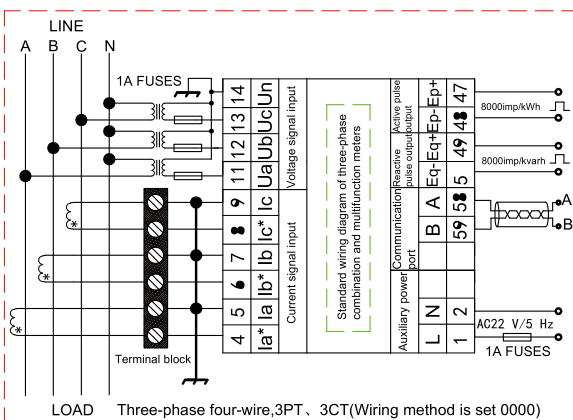 LINE
A B C N
1A FUSES
14 Un
13 Uc
12 Ub
11 Ua
Voltage signal input
9 Ic
8 Ic*
7 Ib
6 Ib*
5 Ia
4 Ia*
Current signal input
Terminal block
Standard wiring diagram of three-phase
combination and multifunction meters
Active pulse
output
Ep+ 47
Ep- 48
8000imp/kWh
Reactive
pulse output
Eq+ 49
Eq- 5
8000imp/kvarh
Communication
port
A 58
B 59
A
B
Auxiliary power
N 2
L 1
AC22 V/5 Hz
1A FUSES
LOAD
Three-phase four-wire,3PT、3CT(Wiring method is set 0000)